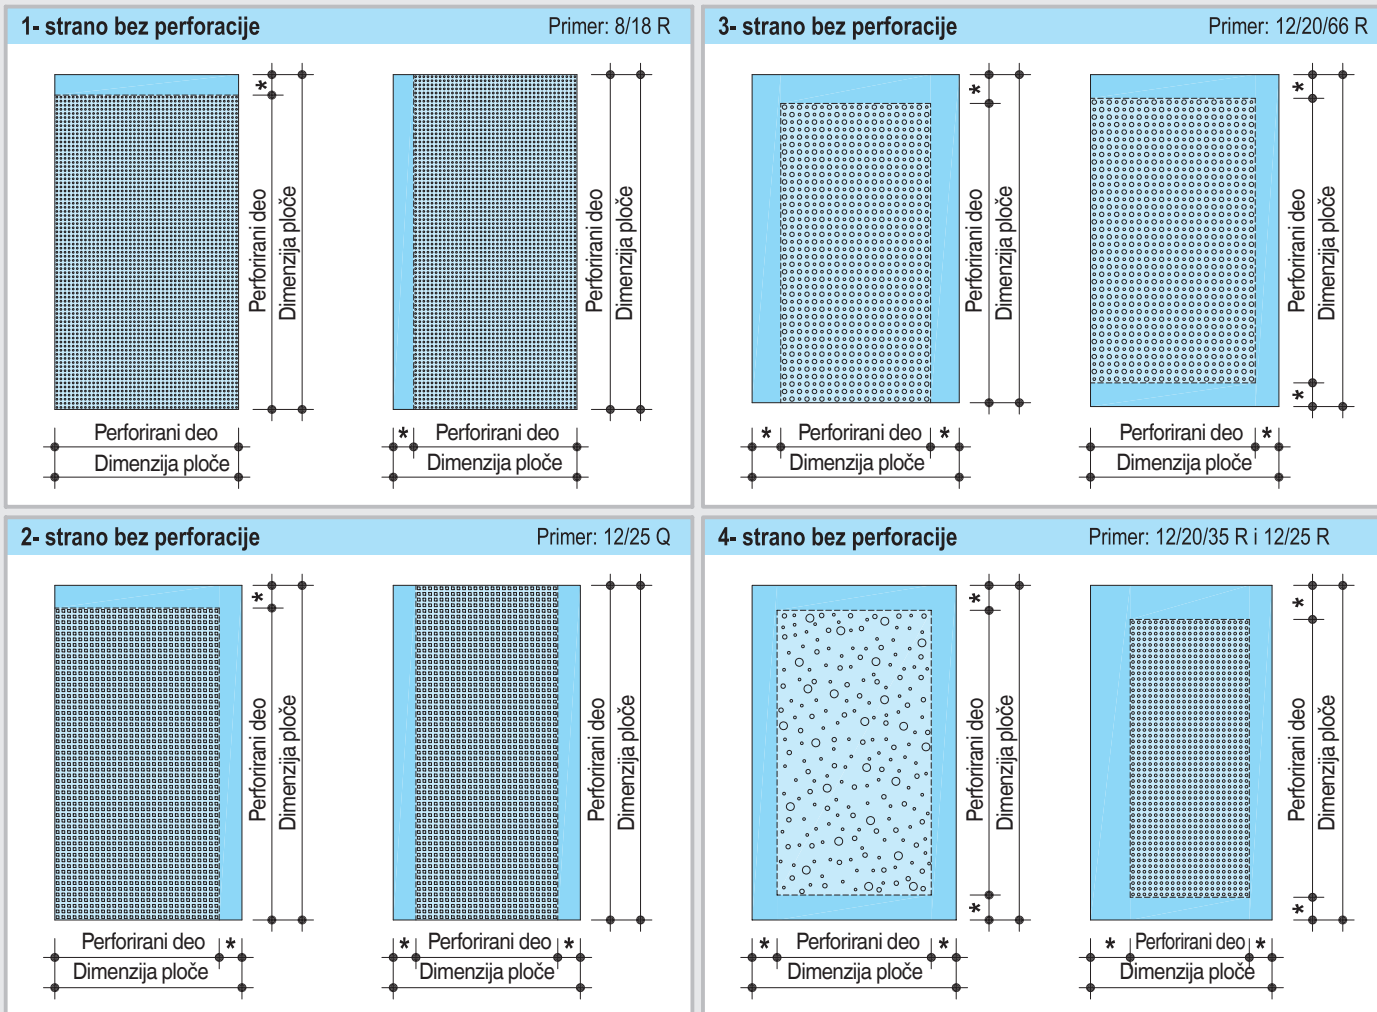 1- strano bez perforacije Primer: 8/18 R
*
Perforirani deo
Dimenzija ploče
Perforirani deo
Dimenzija ploče
Perforirani deo
Dimenzija ploče
* Perforirani deo
Dimenzija ploče
3- strano bez perforacije Primer: 12/20/66 R
*
Perforirani deo
Dimenzija ploče
*
Perforirani deo
Dimenzija ploče
*
* Perforirani deo *
Dimenzija ploče
Perforirani deo *
Dimenzija ploče
2- strano bez perforacije Primer: 12/25 Q
*
Perforirani deo
Dimenzija ploče
Perforirani deo
Dimenzija ploče
Perforirani deo *
Dimenzija ploče
* Perforirani deo *
Dimenzija ploče
4- strano bez perforacije Primer: 12/20/35 R i 12/25 R
*
Perforirani deo
Dimenzija ploče
*
*
Perforirani deo
Dimenzija ploče
*
* Perforirani deo *
Dimenzija ploče
* Perforirani deo *
Dimenzija ploče